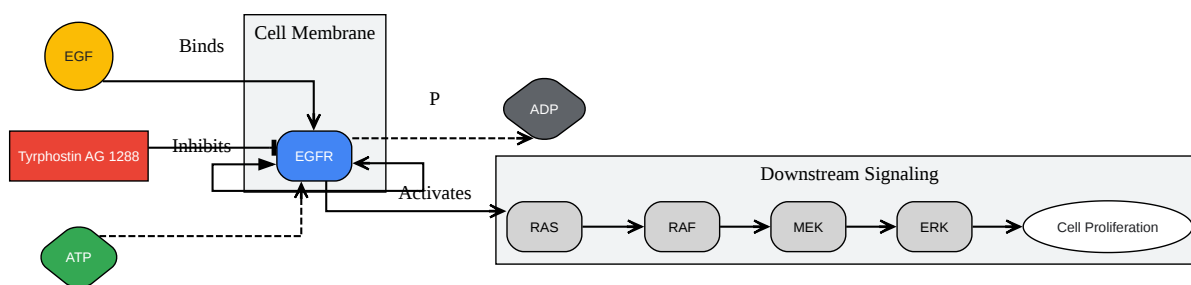 Cell Membrane
EGF
Binds
P
ADP
Tyrphostin AG 1288
Inhibits
EGFR
Downstream Signaling
Activates
RAS
RAF
MEK
ERK
Cell Proliferation
ATP